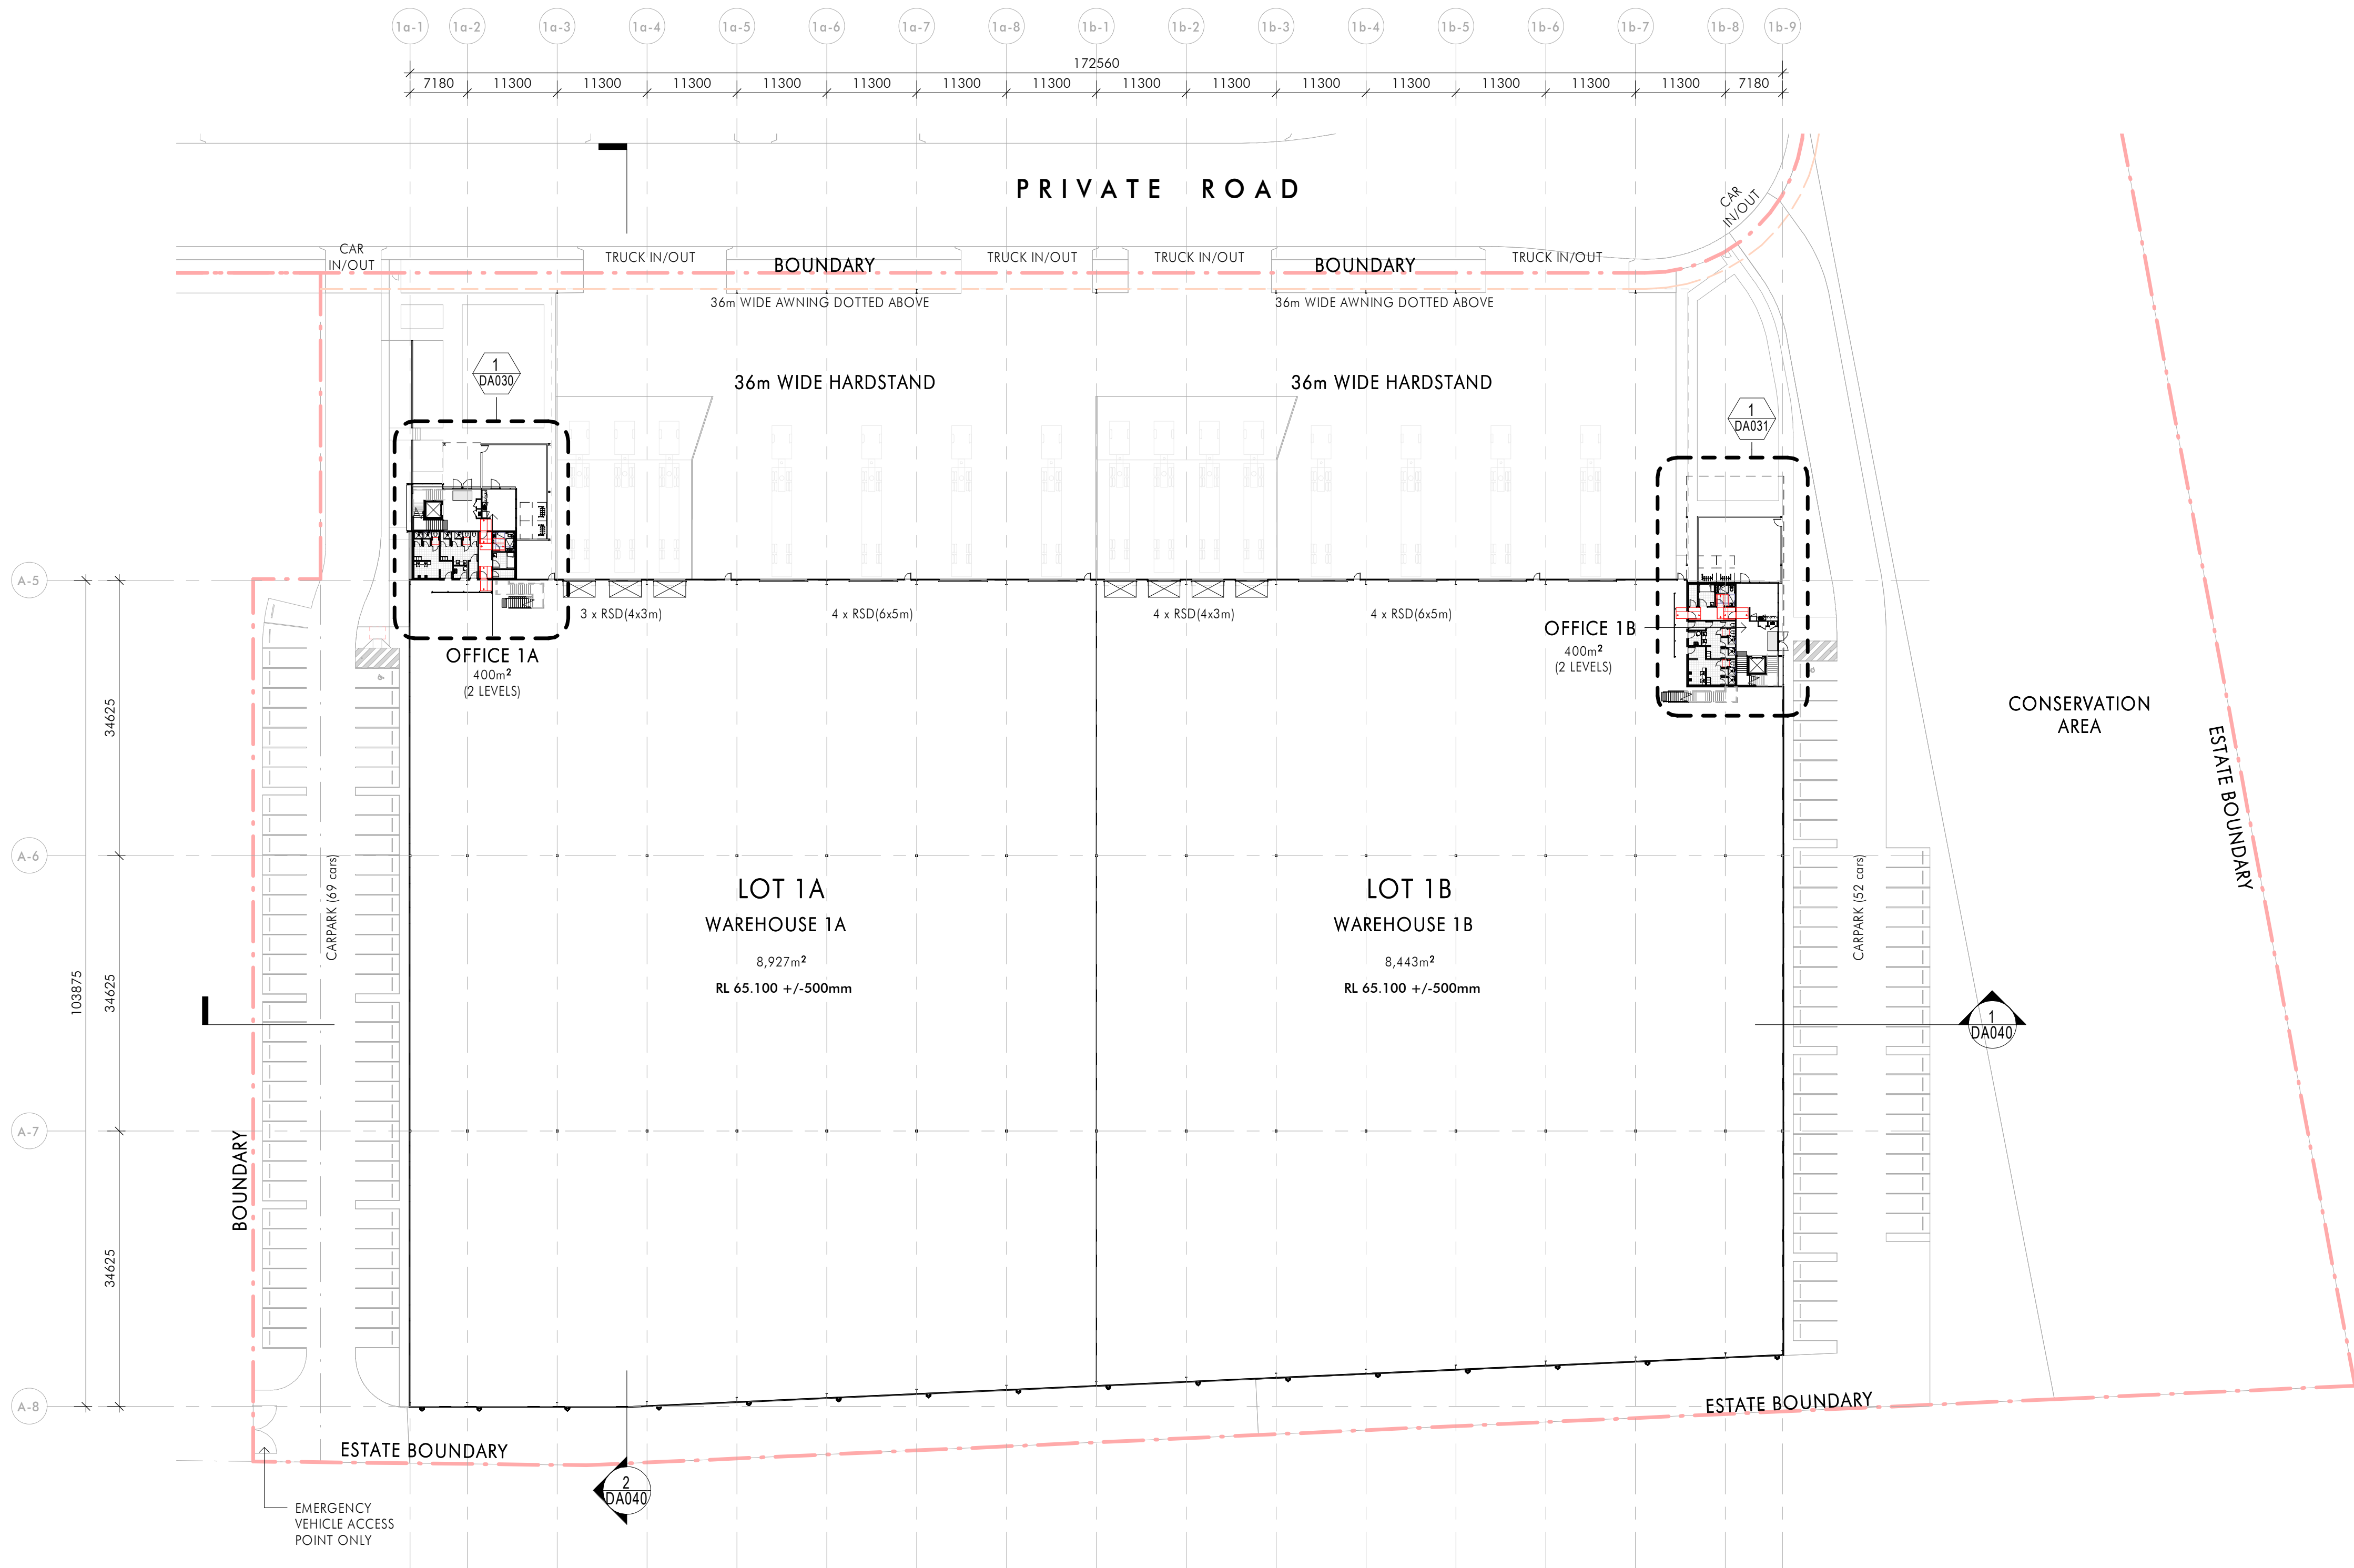 1a-1 1a-2 1a-3 1a-4 1a-5 1a-6 1a-7 1a-8 1b-1 1b-2 1b-3 1b-4 1b-5 1b-6 1b-7 1b-8 1b-9
172560
7180 11300 11300 11300 11300 11300 11300 11300 11300 11300 11300 11300 11300 11300 11300 7180
PRIVATE ROAD
CAR
IN/OUT
CAR
IN/OUT
TRUCK IN/OUT
BOUNDARY
TRUCK IN/OUT
TRUCK IN/OUT
BOUNDARY
TRUCK IN/OUT
36m WIDE AWNING DOTTED ABOVE
36m WIDE AWNING DOTTED ABOVE
1
DA030
36m WIDE HARDSTAND
36m WIDE HARDSTAND
1
DA031
A-5
3 x RSD(4x3m)
4 x RSD(6x5m)
4 x RSD(4x3m)
4 x RSD(6x5m)
OFFICE 1A
400m²
(2 LEVELS)
OFFICE 1B
400m²
(2 LEVELS)
34625
CONSERVATION
AREA
ESTATE BOUNDARY
A-6
CARPARK (69 cars)
LOT 1A
WAREHOUSE 1A
8,927m²
RL 65.100 +/-500mm
LOT 1B
WAREHOUSE 1B
8,443m²
RL 65.100 +/-500mm
CARPARK (52 cars)
103875
34625
1
DA040
A-7
BOUNDARY
34625
A-8
ESTATE BOUNDARY
ESTATE BOUNDARY
2
DA040
EMERGENCY
VEHICLE ACCESS
POINT ONLY